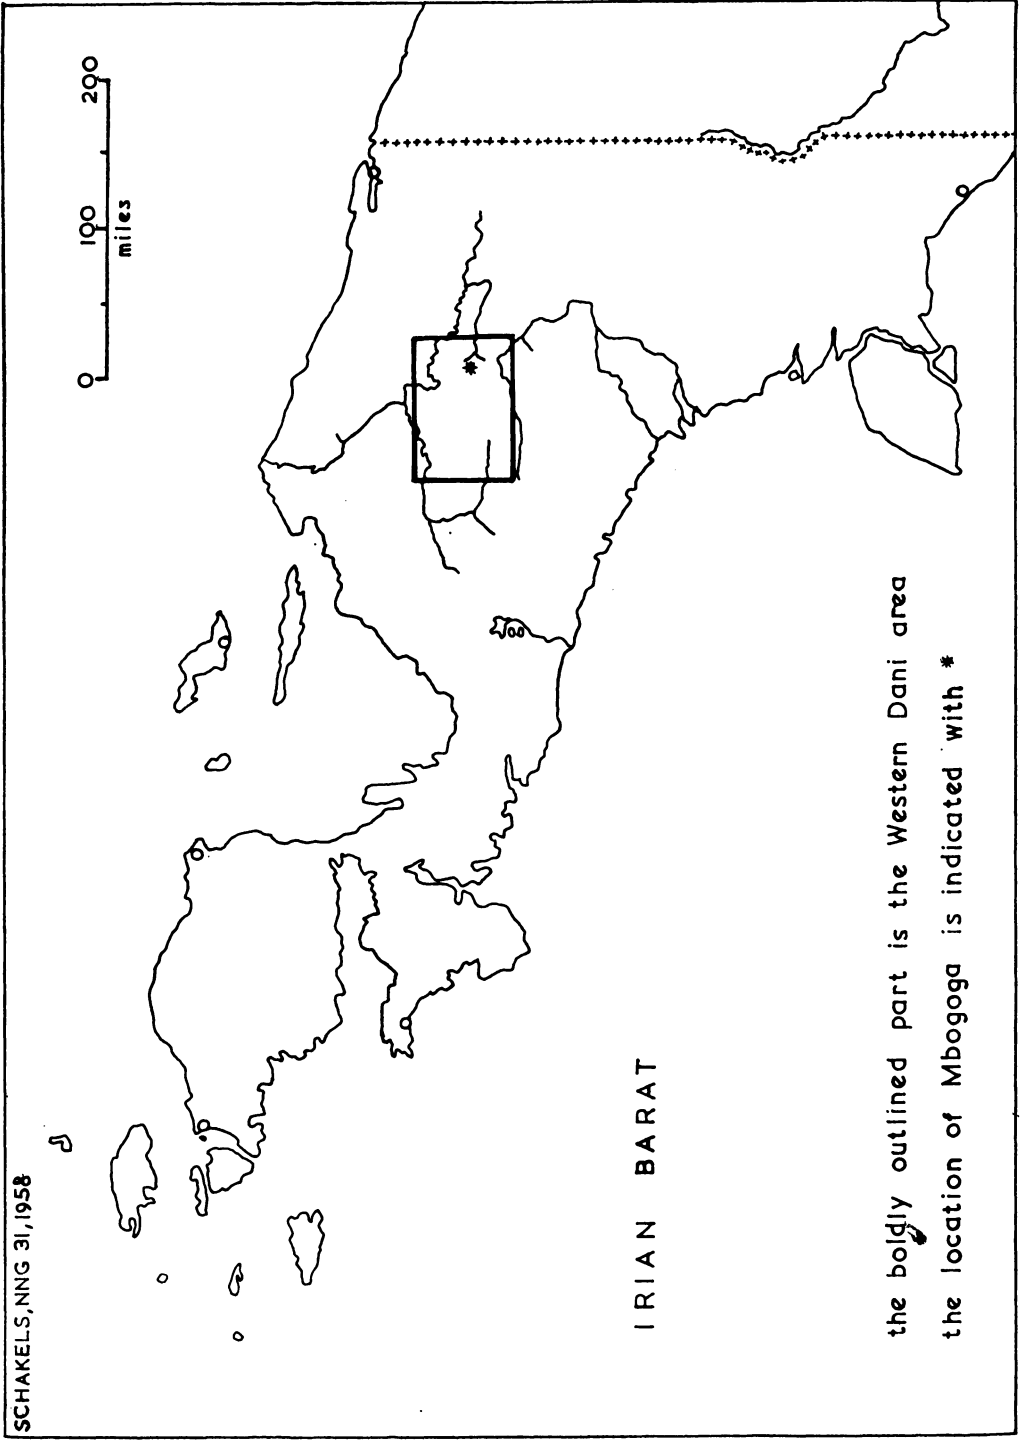 SCHAKELS, NNG 31, 1958
0 100 200
miles
IRIAN BARAT
the boldly outlined part is the Western Dani area
the location of Mbogoga is indicated with *